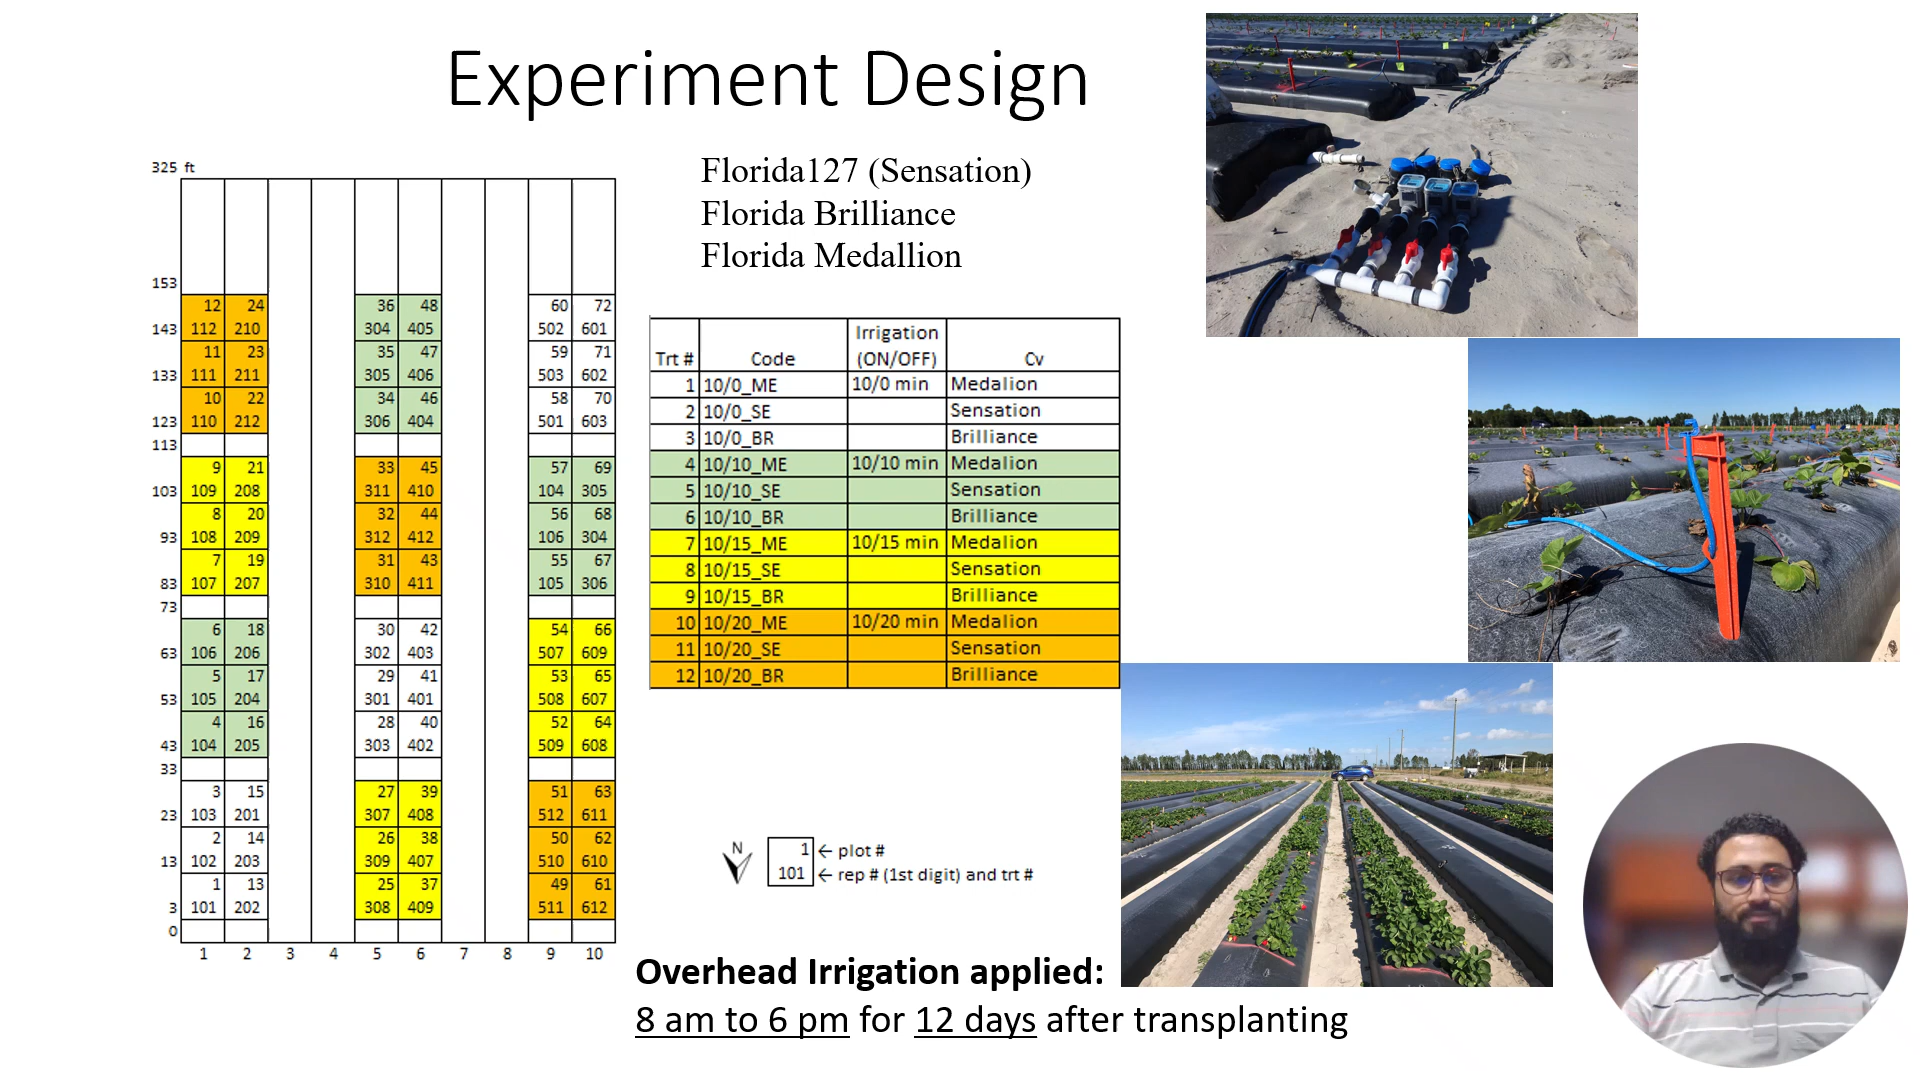 Experiment Design
Florida127 (Sensation)
Florida Brilliance
Florida Medallion
325 ft
153
12 24 36 48 60 72
143 112 210 304 405 502 601
11 23 35 47 59 71
133 111 211 305 406 503 602
10 22 34 46 58 70
123 110 212 306 404 501 603
113
9 21 33 45 57 69
103 109 208 311 410 104 305
8 20 32 44 56 68
93 108 209 312 412 106 304
7 19 31 43 55 67
83 107 207 310 411 105 306
73
6 18 30 42 54 66
63 106 206 302 403 507 609
5 17 29 41 53 65
53 105 204 301 401 508 607
4 16 28 40 52 64
43 104 205 303 402 509 608
33
3 15 27 39 51 63
23 103 201 307 408 512 611
2 14 26 38 50 62
13 102 203 309 407 510 610
1 13 25 37 49 61
3 101 202 308 409 511 612
0
1 2 3 4 5 6 7 8 9 10
Irrigation
Trt # Code (ON/OFF) Cv
1 10/0_ME 10/0 min Medalion
2 10/0_SE Sensation
3 10/0_BR Brilliance
4 10/10_ME 10/10 min Medalion
5 10/10_SE Sensation
6 10/10_BR Brilliance
7 10/15_ME 10/15 min Medalion
8 10/15_SE Sensation
9 10/15_BR Brilliance
10 10/20_ME 10/20 min Medalion
11 10/20_SE Sensation
12 10/20_BR Brilliance
N
1 ← plot #
101 ← rep # (1st digit) and trt #
Overhead Irrigation applied:
8 am to 6 pm for 12 days after transplanting